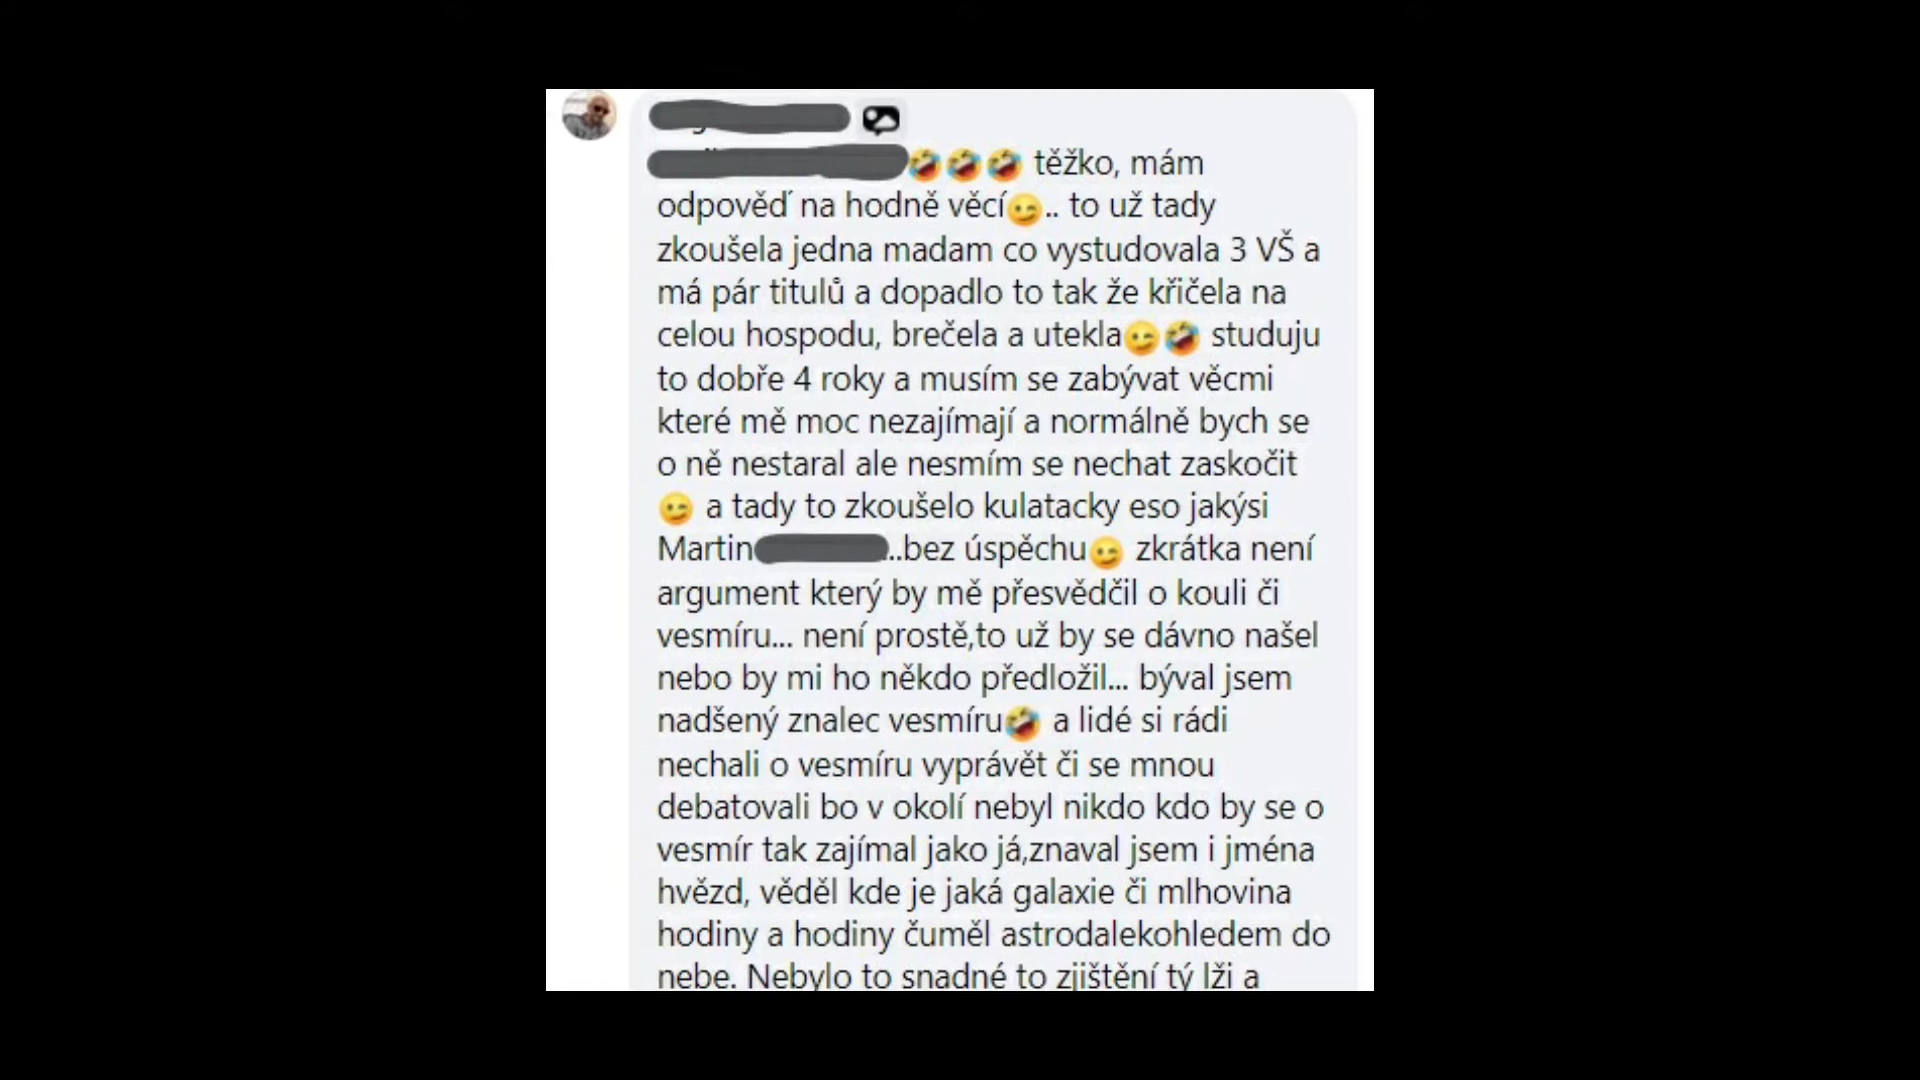 🤣🤣🤣 těžko, mám
odpověď na hodně věcí😉.. to už tady
zkoušela jedna madam co vystudovala 3 VŠ a
má pár titulů a dopadlo to tak že křičela na
celou hospodu, brečela a utekla😉🤣 studuju
to dobře 4 roky a musím se zabývat věcmi
které mě moc nezajímají a normálně bych se
o ně nestaral ale nesmím se nechat zaskočit
😉 a tady to zkoušelo kulatacky eso jakýsi
Martin ...bez úspěchu😉 zkrátka není
argument který by mě přesvědčil o kouli či
vesmíru... není prostě,to už by se dávno našel
nebo by mi ho někdo předložil... býval jsem
nadšený znalec vesmíru🤣 a lidé si rádi
nechali o vesmíru vyprávět či se mnou
debatovali bo v okolí nebyl nikdo kdo by se o
vesmír tak zajímal jako já,znaval jsem i jména
hvězd, věděl kde je jaká galaxie či mlhovina
hodiny a hodiny čuměl astrodalekohledem do
nebe. Nebylo to snadné to zjištění tý lži a